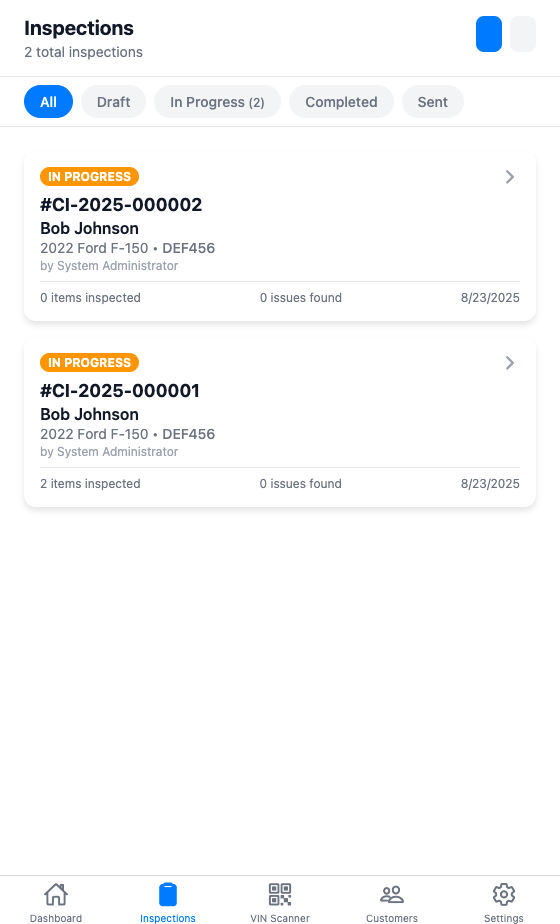 Inspections
2 total inspections
All
Draft
In Progress (2)
Completed
Sent
IN PROGRESS
#CI-2025-000002
Bob Johnson
2022 Ford F-150 • DEF456
by System Administrator
0 items inspected 0 issues found 8/23/2025
IN PROGRESS
#CI-2025-000001
Bob Johnson
2022 Ford F-150 • DEF456
by System Administrator
2 items inspected 0 issues found 8/23/2025
Dashboard
Inspections
VIN Scanner
Customers
Settings